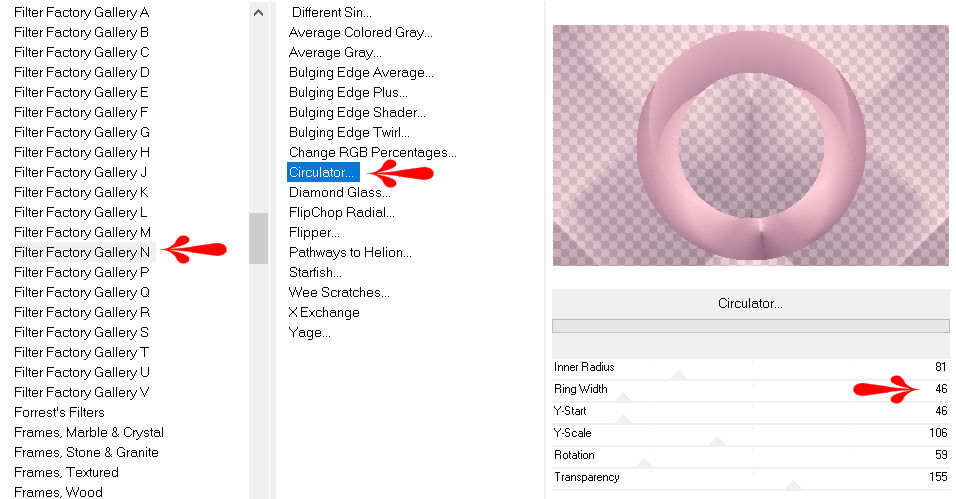 Filter Factory Gallery A
Filter Factory Gallery B
Filter Factory Gallery C
Filter Factory Gallery D
Filter Factory Gallery E
Filter Factory Gallery F
Filter Factory Gallery G
Filter Factory Gallery H
Filter Factory Gallery J
Filter Factory Gallery K
Filter Factory Gallery L
Filter Factory Gallery M
Filter Factory Gallery N
Filter Factory Gallery P
Filter Factory Gallery Q
Filter Factory Gallery R
Filter Factory Gallery S
Filter Factory Gallery T
Filter Factory Gallery U
Filter Factory Gallery V
Forrest's Filters
Frames, Marble & Crystal
Frames, Stone & Granite
Frames, Textured
Frames, Wood
Different Sin...
Average Colored Gray...
Average Gray...
Bulging Edge Average...
Bulging Edge Plus...
Bulging Edge Shader...
Bulging Edge Twirl...
Change RGB Percentages...
Circulator...
Diamond Glass...
FlipChop Radial...
Flipper...
Pathways to Helion...
Starfish...
Wee Scratches...
X Exchange
Yage...
Circulator...
Inner Radius 81
Ring Width 46
Y-Start 46
Y-Scale 106
Rotation 59
Transparency 155